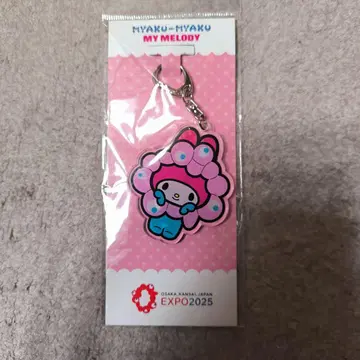 MYAKU-MYAKU
MY MELODY
OSAKA, KANSAI, JAPAN
EXPO2025